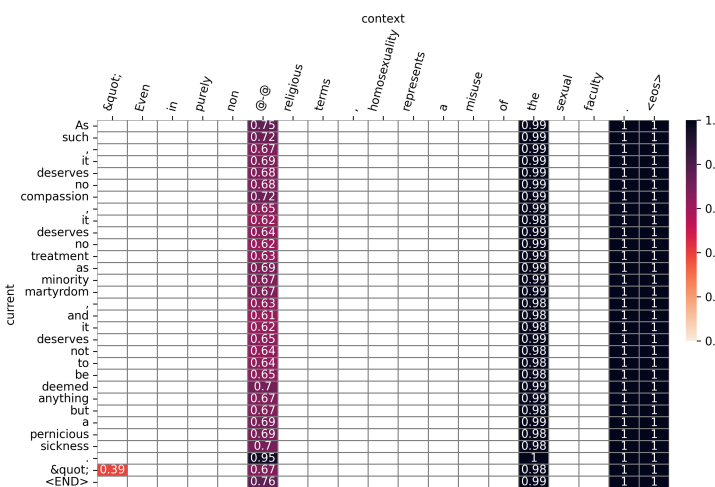 context
&quot; Even in purely non @-@ religious terms , homosexuality represents a misuse of the sexual faculty . <eos>
current
As 0.75 0.99 1 1
such 0.72 0.99 1 1
, 0.67 0.99 1 1
it 0.69 0.99 1 1
deserves 0.68 0.99 1 1
no 0.68 0.99 1 1
compassion 0.72 0.99 1 1
, 0.65 0.99 1 1
it 0.62 0.98 1 1
deserves 0.64 0.99 1 1
no 0.62 0.99 1 1
treatment 0.63 0.99 1 1
as 0.69 0.99 1 1
minority 0.67 0.99 1 1
martyrdom 0.67 0.99 1 1
, 0.63 0.98 1 1
and 0.61 0.98 1 1
it 0.62 0.98 1 1
deserves 0.65 0.99 1 1
not 0.64 0.98 1 1
to 0.64 0.98 1 1
be 0.65 0.98 1 1
deemed 0.7 0.99 1 1
anything 0.67 0.99 1 1
but 0.67 0.98 1 1
a 0.69 0.99 1 1
pernicious 0.69 0.98 1 1
sickness 0.7 0.98 1 1
. 0.95 1 1 1
&quot; 0.39 0.67 0.98 1 1
<END> 0.76 0.99 1 1
1.
0.
0.
0.
0.
0.